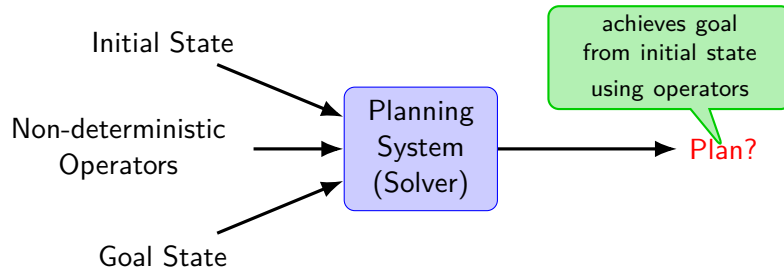 Initial State
Non-deterministic
Operators
Goal State
Planning
System
(Solver)
achieves goal
from initial state
using operators
Plan?